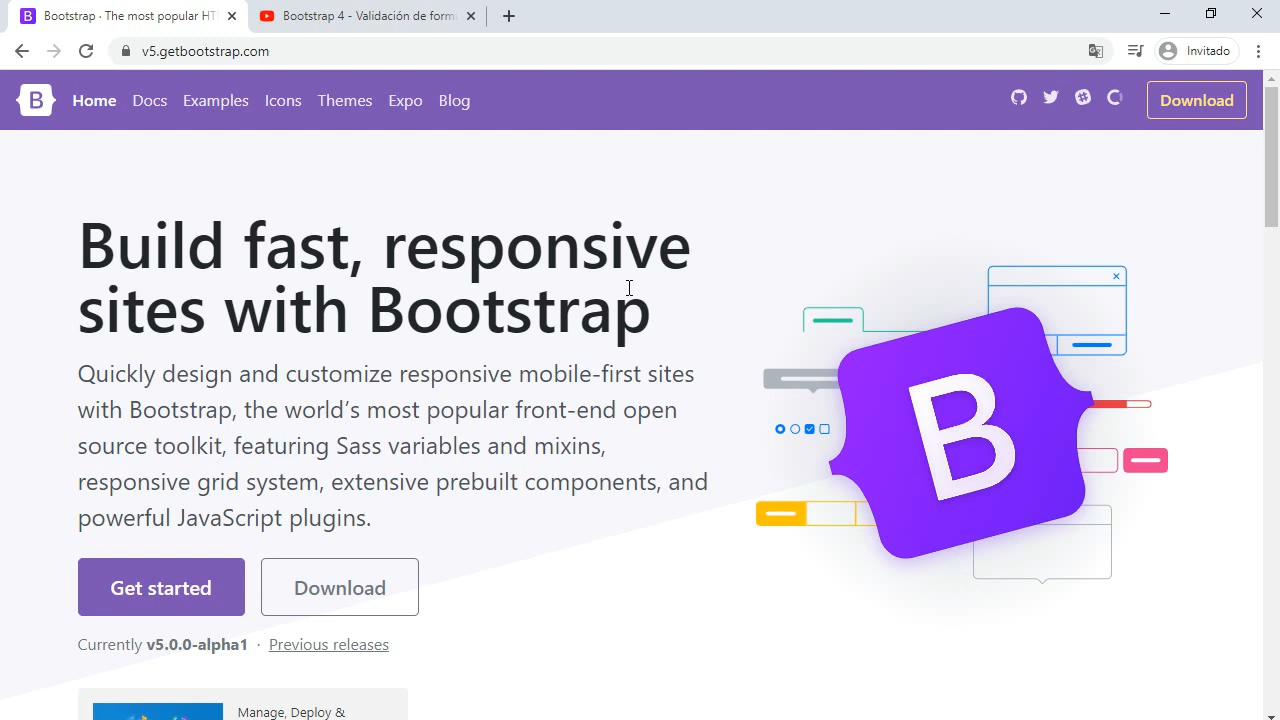 Bootstrap · The most popular HT
Bootstrap 4 - Validación de form
v5.getbootstrap.com
Invitado
B
Home Docs Examples Icons Themes Expo Blog
Download
Build fast, responsive
sites with Bootstrap
Quickly design and customize responsive mobile-first sites
with Bootstrap, the world’s most popular front-end open
source toolkit, featuring Sass variables and mixins,
responsive grid system, extensive prebuilt components, and
powerful JavaScript plugins.
B
Get started
Download
Currently v5.0.0-alpha1 · Previous releases
Manage, Deploy &